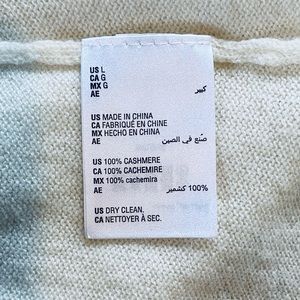 US L
CA G
MX G
AE كبير
US MADE IN CHINA
CA FABRIQUÉ EN CHINE
MX HECHO EN CHINA
AE صنع في الصين
US 100% CASHMERE
CA 100% CACHEMIRE
MX 100% cachemira
AE 100% كشمير
US DRY CLEAN.
CA NETTOYER À SEC.